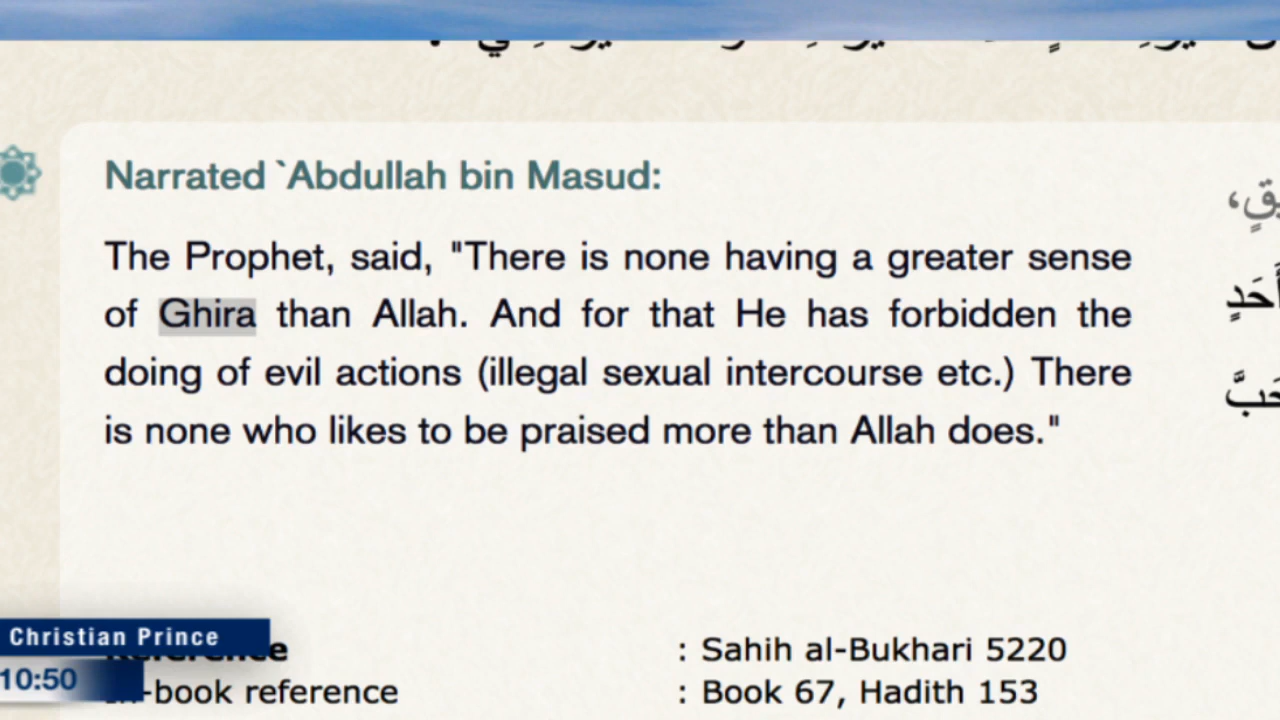 Narrated `Abdullah bin Masud:
The Prophet, said, "There is none having a greater sense
of Ghira than Allah. And for that He has forbidden the
doing of evil actions (illegal sexual intercourse etc.) There
is none who likes to be praised more than Allah does."
Christian Prince
: Sahih al-Bukhari 5220
10:50
-book reference : Book 67, Hadith 153